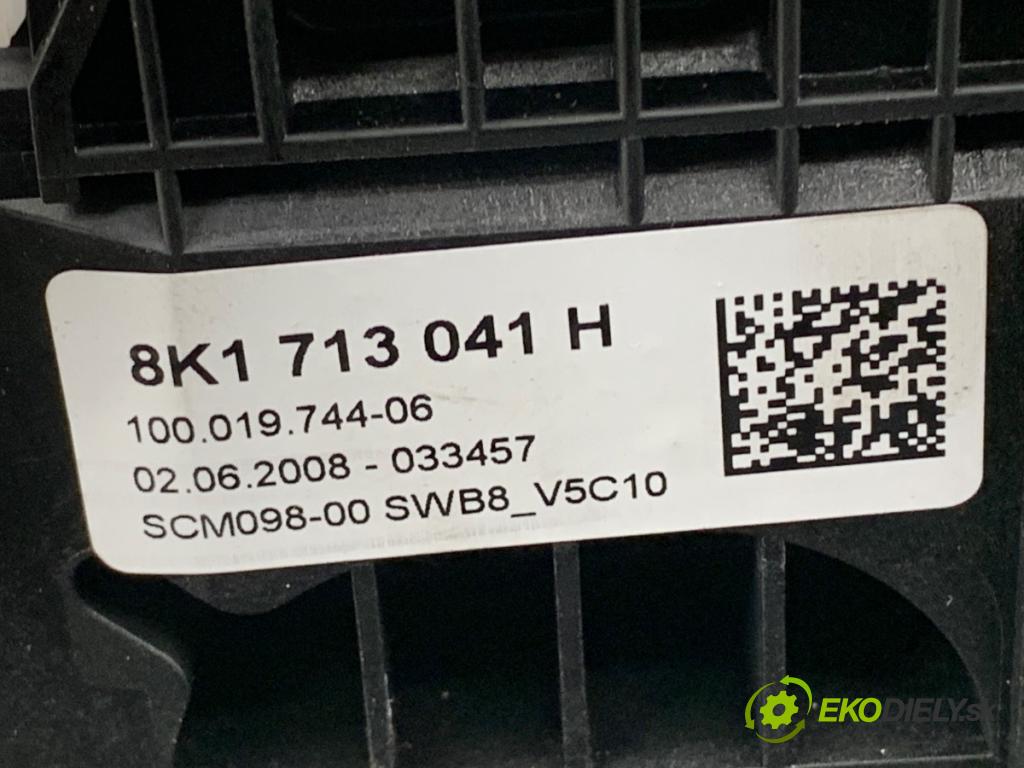 8K1 713 041 H
100.019.744-06
02.06.2008 - 033457
SCM098-00 SWB8_V5C10
EKODIELY.sk